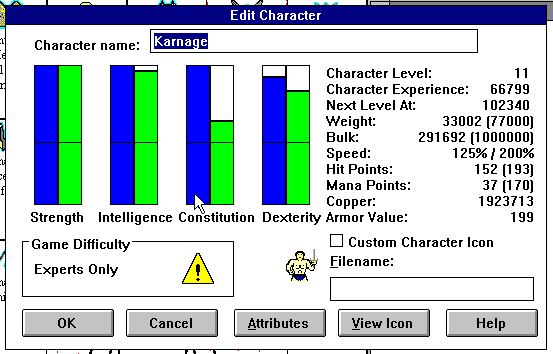 Edit Character
Character name: Karnage
Character Level: 11
Character Experience: 66799
Next Level At: 102340
Weight: 33002 (77000)
Bulk: 291692 (1000000)
Speed: 125% / 200%
Hit Points: 152 (193)
Mana Points: 37 (170)
Copper: 1923713
Armor Value: 199
Strength Intelligence Constitution Dexterity
Game Difficulty
Experts Only
Custom Character Icon
Filename:
OK Cancel Attributes View Icon Help